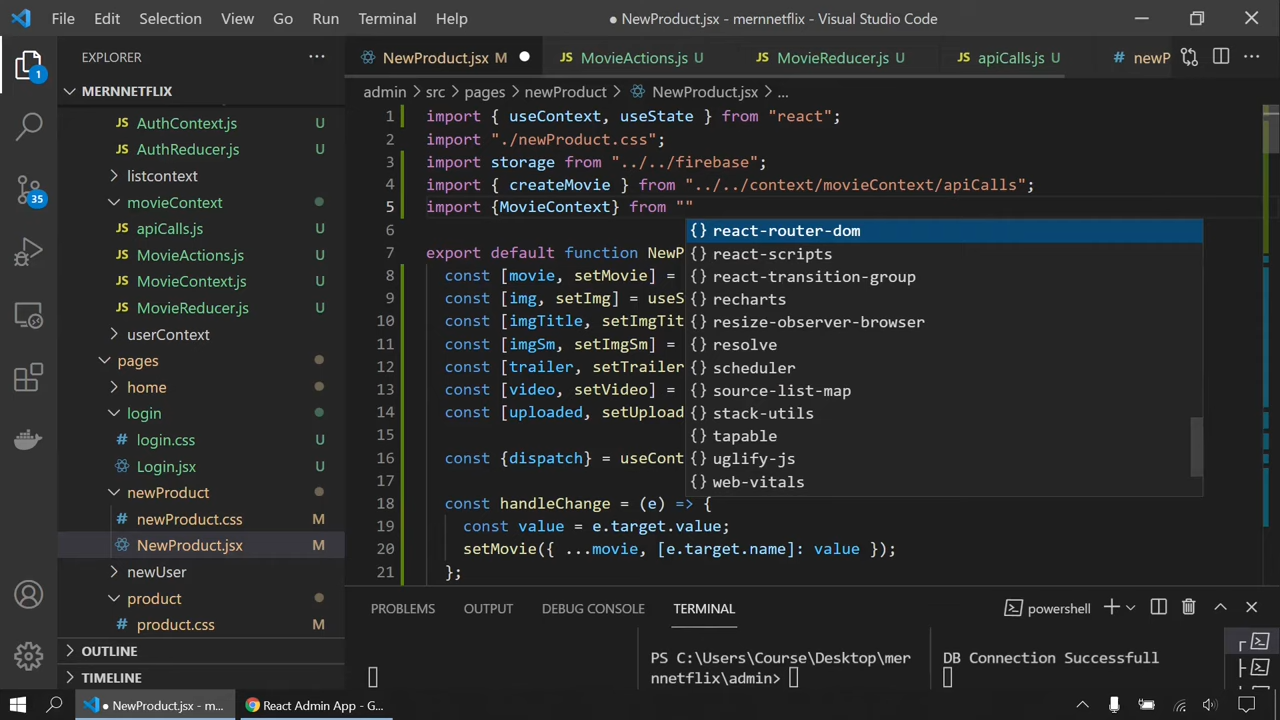 File Edit Selection View Go Run Terminal Help
● NewProduct.jsx - mernnetflix - Visual Studio Code
EXPLORER
NewProduct.jsx M
MovieActions.js U
MovieReducer.js U
apiCalls.js U
# newP
1
MERNNETFLIX
admin > src > pages > newProduct > NewProduct.jsx > ...
JS AuthContext.js U
JS AuthReducer.js U
listcontext
movieContext
JS apiCalls.js U
JS MovieActions.js U
JS MovieContext.js U
JS MovieReducer.js U
userContext
pages
home
login
# login.css U
Login.jsx U
newProduct
# newProduct.css M
NewProduct.jsx M
newUser
product
# product.css M
OUTLINE
TIMELINE
35
1 import { useContext, useState } from "react";
2 import "./newProduct.css";
3 import storage from "../../firebase";
4 import { createMovie } from "../../context/movieContext/apiCalls";
5 import {MovieContext} from ""
6
7 export default function NewP
8 const [movie, setMovie] =
9 const [img, setImg] = useS
10 const [imgTitle, setImgTit
11 const [imgSm, setImgSm] =
12 const [trailer, setTrailer
13 const [video, setVideo] =
14 const [uploaded, setUpload
15
16 const {dispatch} = useCont
17
18 const handleChange = (e) => {
19 const value = e.target.value;
20 setMovie({ ...movie, [e.target.name]: value });
21 };
{} react-router-dom
{} react-scripts
{} react-transition-group
{} recharts
{} resize-observer-browser
{} resolve
{} scheduler
{} source-list-map
{} stack-utils
{} tapable
{} uglify-js
{} web-vitals
PROBLEMS OUTPUT DEBUG CONSOLE TERMINAL
powershell
PS C:\Users\Course\Desktop\mer
nnetflix\admin>
DB Connection Successfull
● NewProduct.jsx - m...
React Admin App - G...